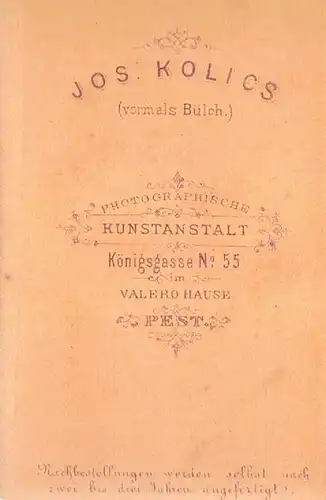 JOS. KOLICS
(vormals Bülch.)
PHOTOGRAPHISCHE
KUNSTANSTALT
Königsgasse No. 55
im
VALERO HAUSE
PEST.
Nachbestellungen werden selbst nach
zwei bis drei Jahren angefertigt.